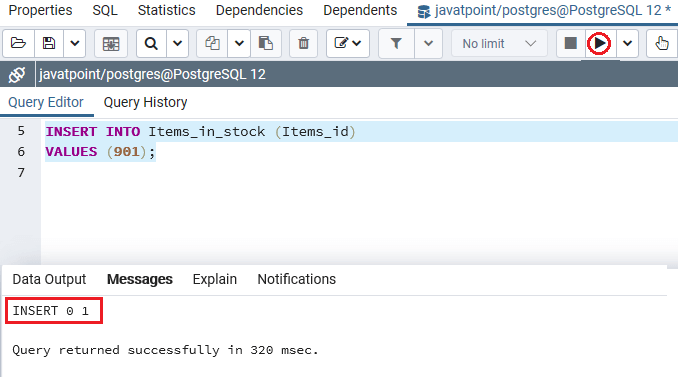 Properties SQL Statistics Dependencies Dependents javatpoint/postgres@PostgreSQL 12 *
No limit
javatpoint/postgres@PostgreSQL 12
Query Editor Query History
5 INSERT INTO Items_in_stock (Items_id)
6 VALUES (901);
7
Data Output Messages Explain Notifications
INSERT 0 1
Query returned successfully in 320 msec.